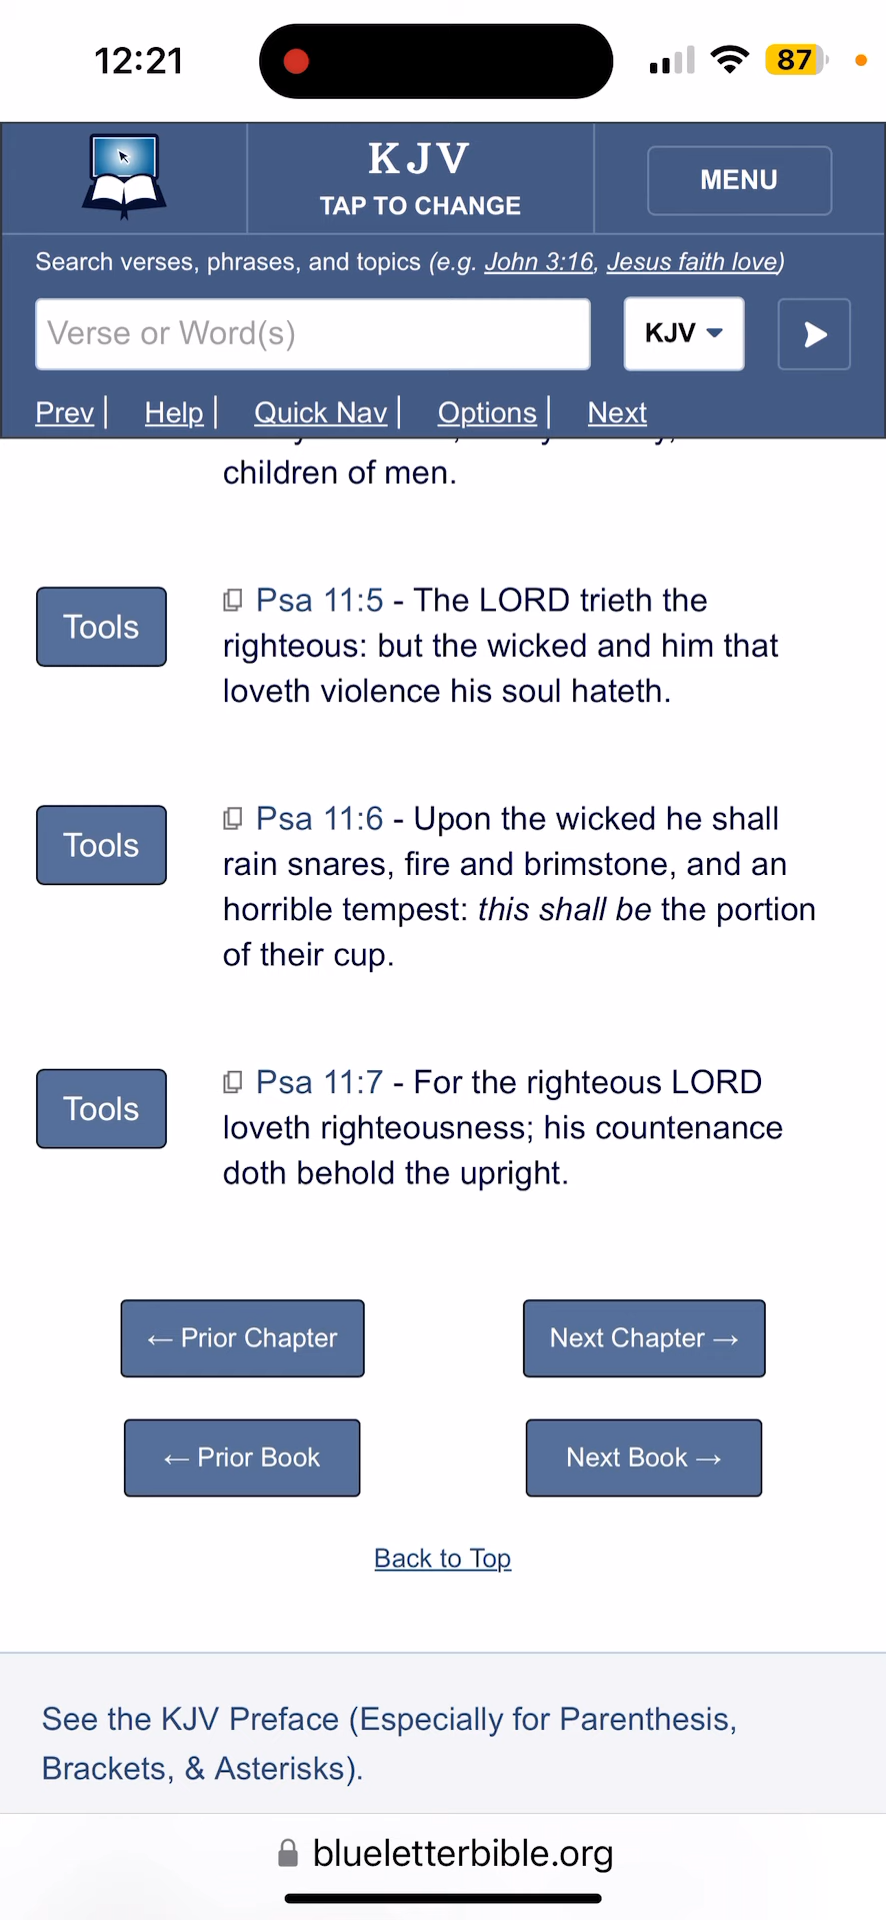 12:21
87
KJV
TAP TO CHANGE
MENU
Search verses, phrases, and topics (e.g. John 3:16, Jesus faith love)
Verse or Word(s)
KJV
Prev | Help | Quick Nav | Options | Next
children of men.
Tools
Psa 11:5 - The LORD trieth the
righteous: but the wicked and him that
loveth violence his soul hateth.
Tools
Psa 11:6 - Upon the wicked he shall
rain snares, fire and brimstone, and an
horrible tempest: this shall be the portion
of their cup.
Tools
Psa 11:7 - For the righteous LORD
loveth righteousness; his countenance
doth behold the upright.
← Prior Chapter
Next Chapter →
← Prior Book
Next Book →
Back to Top
See the KJV Preface (Especially for Parenthesis,
Brackets, & Asterisks).
blueletterbible.org